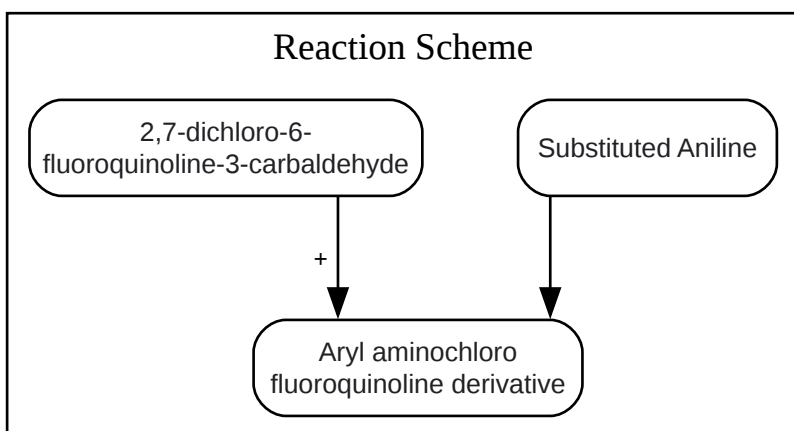 Reaction Scheme
2,7-dichloro-6-
fluoroquinoline-3-carbaldehyde
Substituted Aniline
+
Aryl aminochloro
fluoroquinoline derivative